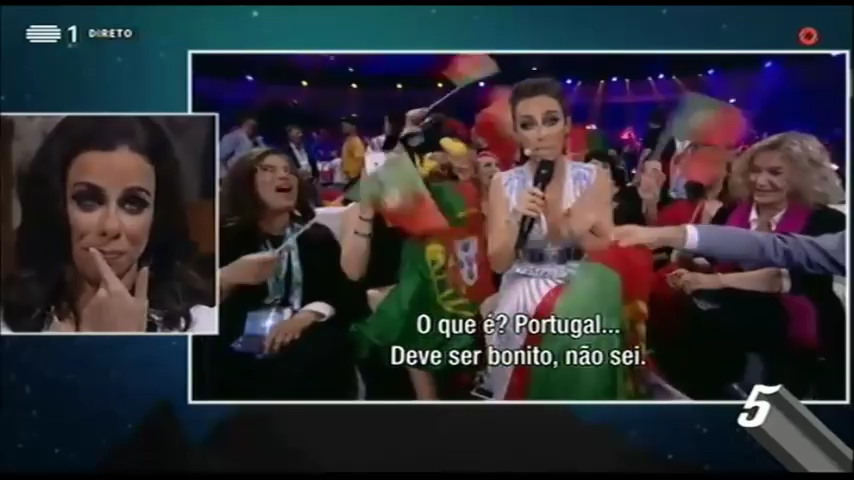 1 DIRETO
O que é? Portugal...
Deve ser bonito, não sei.
5